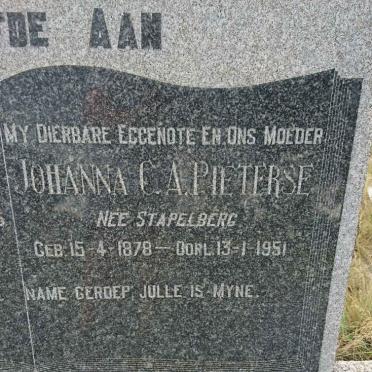 AAN
MY DIERBARE EGGENOTE EN ONS MOEDER
JOHANNA C.A. PIETERSE
NEE STAPELBERG
GEB. 15-4-1878 — OORL. 13-1-1951
NAME GEROEP, JULLE IS MYNE.